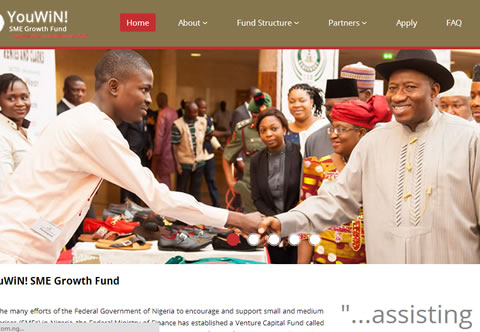 YouWiN!
SME Growth Fund
Home
About
Fund Structure
Partners
Apply
FAQ
uWiN! SME Growth Fund
he many efforts of the Federal Government of Nigeria to encourage and support small and medium
in Nigeria, the Federal Ministry of Finance has established a Venture Capital Fund called
"...assisting
com.ng...